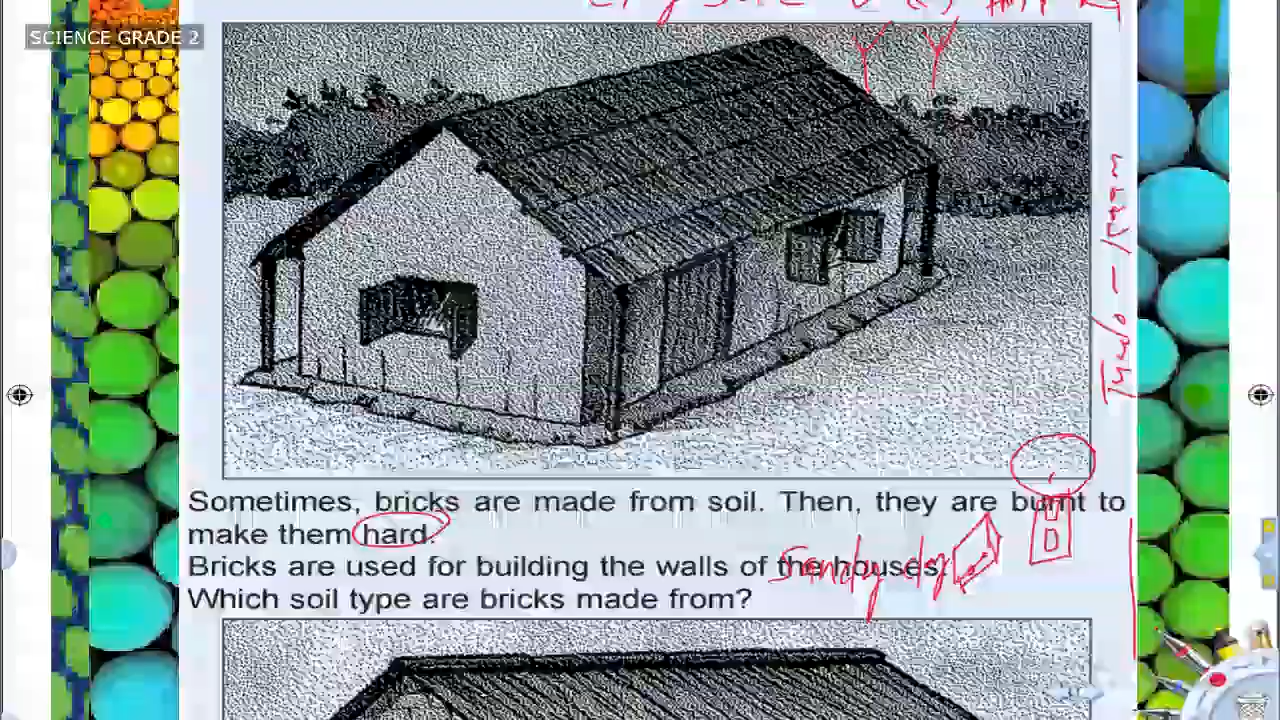 SCIENCE GRADE 2
Sometimes, bricks are made from soil. Then, they are burnt to
make them hard.
Bricks are used for building the walls of the houses.
Which soil type are bricks made from?
Sandy